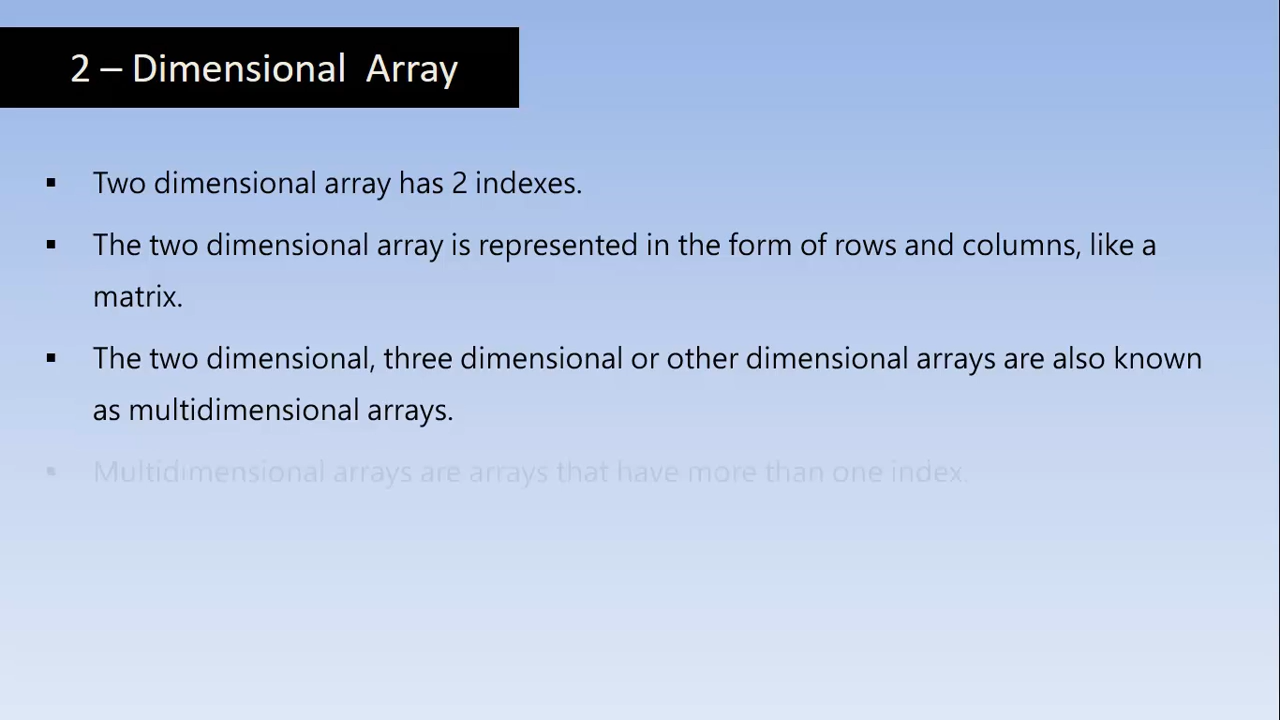 2 – Dimensional Array
▪ Two dimensional array has 2 indexes.
▪ The two dimensional array is represented in the form of rows and columns, like a
matrix.
▪ The two dimensional, three dimensional or other dimensional arrays are also known
as multidimensional arrays.
▪ Multidimensional arrays are arrays that have more than one index.